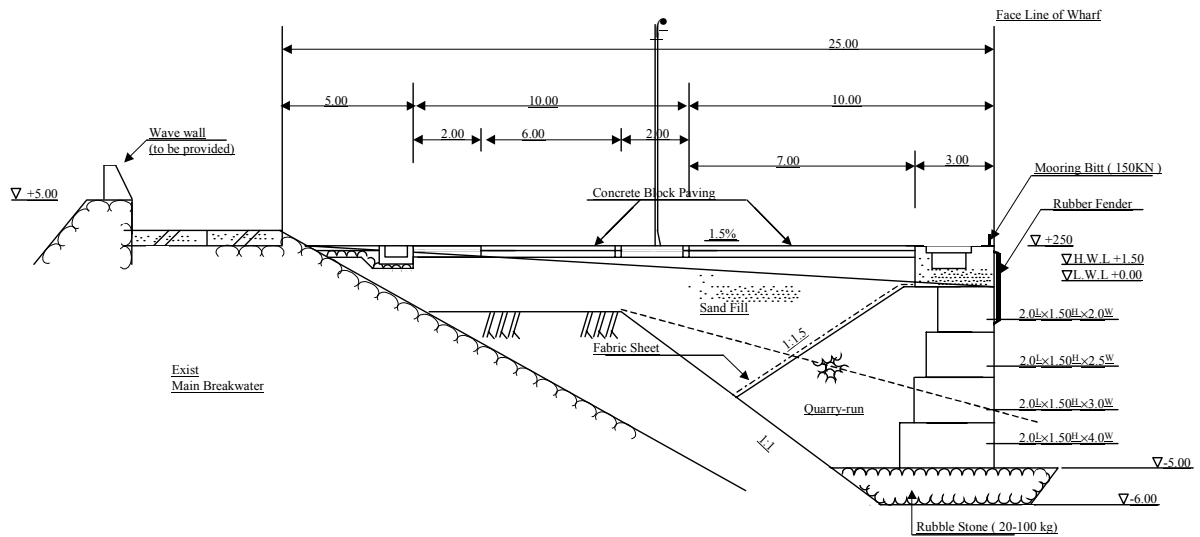 Face Line of Wharf
25.00
5.00
10.00
10.00
2.00
6.00
2.00
7.00
3.00
Wave wall
(to be provided)
+5.00
Concrete Block Paving
1.5%
Mooring Bitt ( 150KN )
Rubber Fender
+250
H.W.L +1.50
L.W.L +0.00
Sand Fill
2.0L×1.50H×2.0W
1:1.5
Fabric Sheet
2.0L×1.50H×2.5W
Exist
Main Breakwater
Quarry-run
2.0L×1.50H×3.0W
1:1
2.0L×1.50H×4.0W
-5.00
-6.00
Rubble Stone ( 20-100 kg)